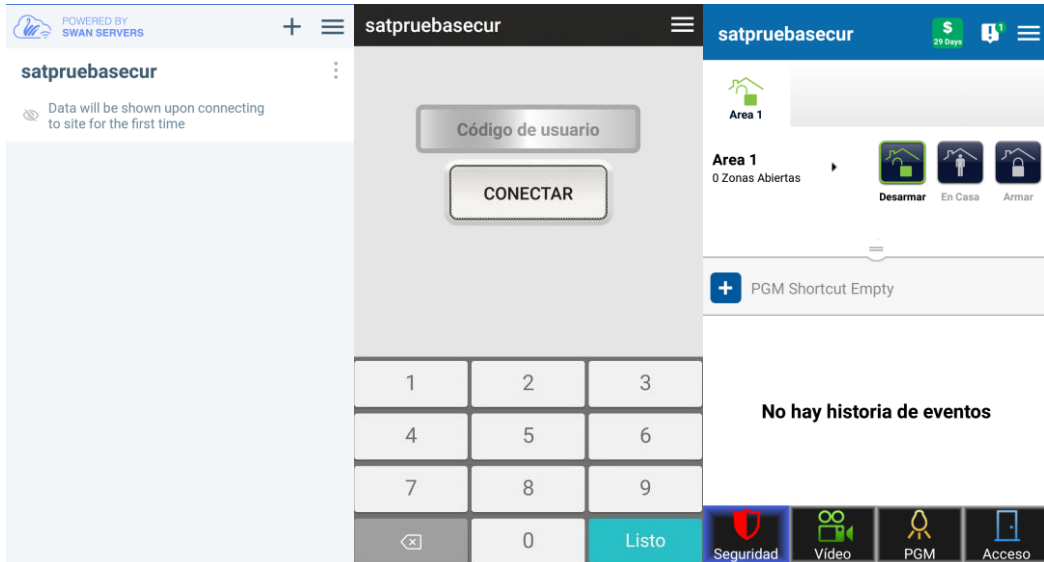 POWERED BY
SWAN SERVERS
satpruebasecur
Data will be shown upon connecting
to site for the first time
satpruebasecur
Código de usuario
CONECTAR
1 2 3
4 5 6
7 8 9
0 Listo
satpruebasecur
$
29 Days
1
Area 1
Area 1
0 Zonas Abiertas
Desarmar En Casa Armar
PGM Shortcut Empty
No hay historia de eventos
Seguridad Vídeo PGM Acceso